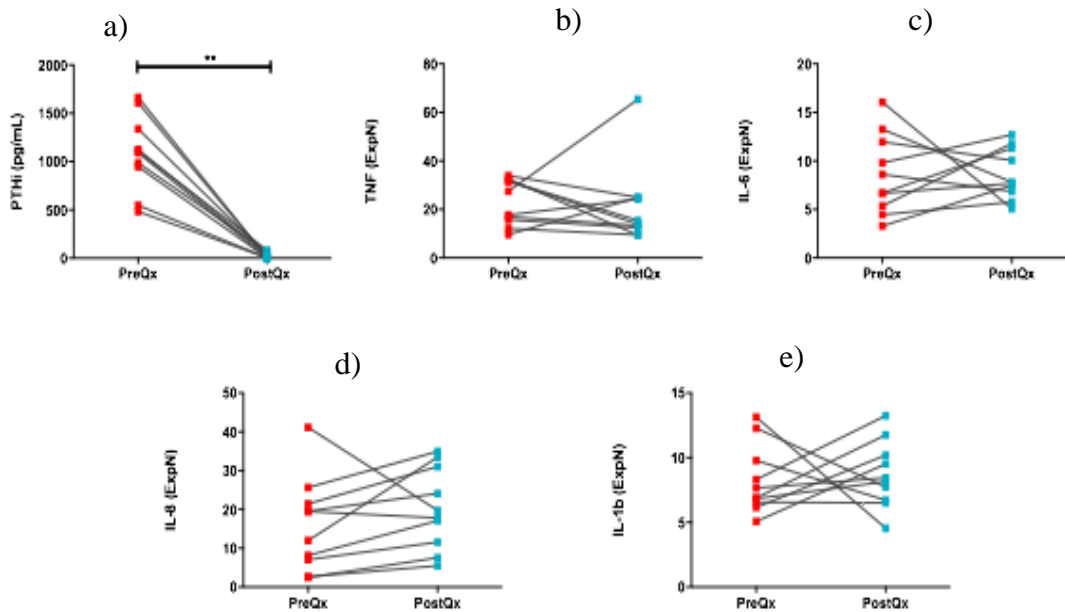 a)
b)
c)
**
2000
1500
1000
500
0
PTHi (pg/mL)
PreQx
PostQx
80
60
40
20
0
TNF (ExpN)
PreQx
PostQx
20
15
10
5
0
IL-6 (ExpN)
PreQx
PostQx
d)
e)
50
40
30
20
10
0
IL-8 (ExpN)
PreQx
PostQx
15
10
5
0
IL-1b (ExpN)
PreQx
PostQx